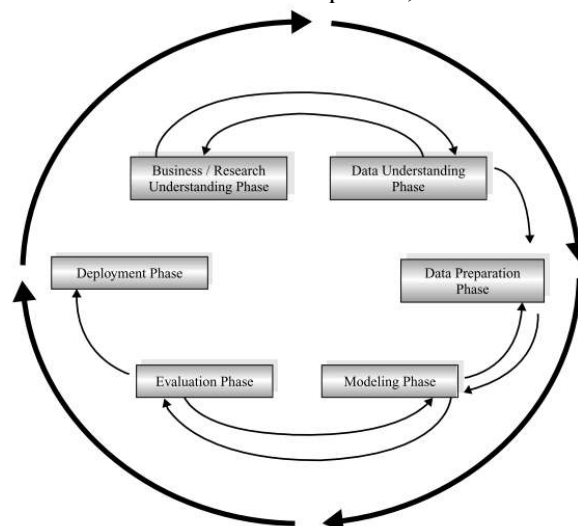 Business / Research
Understanding Phase
Data Understanding
Phase
Deployment Phase
Data Preparation
Phase
Evaluation Phase
Modeling Phase